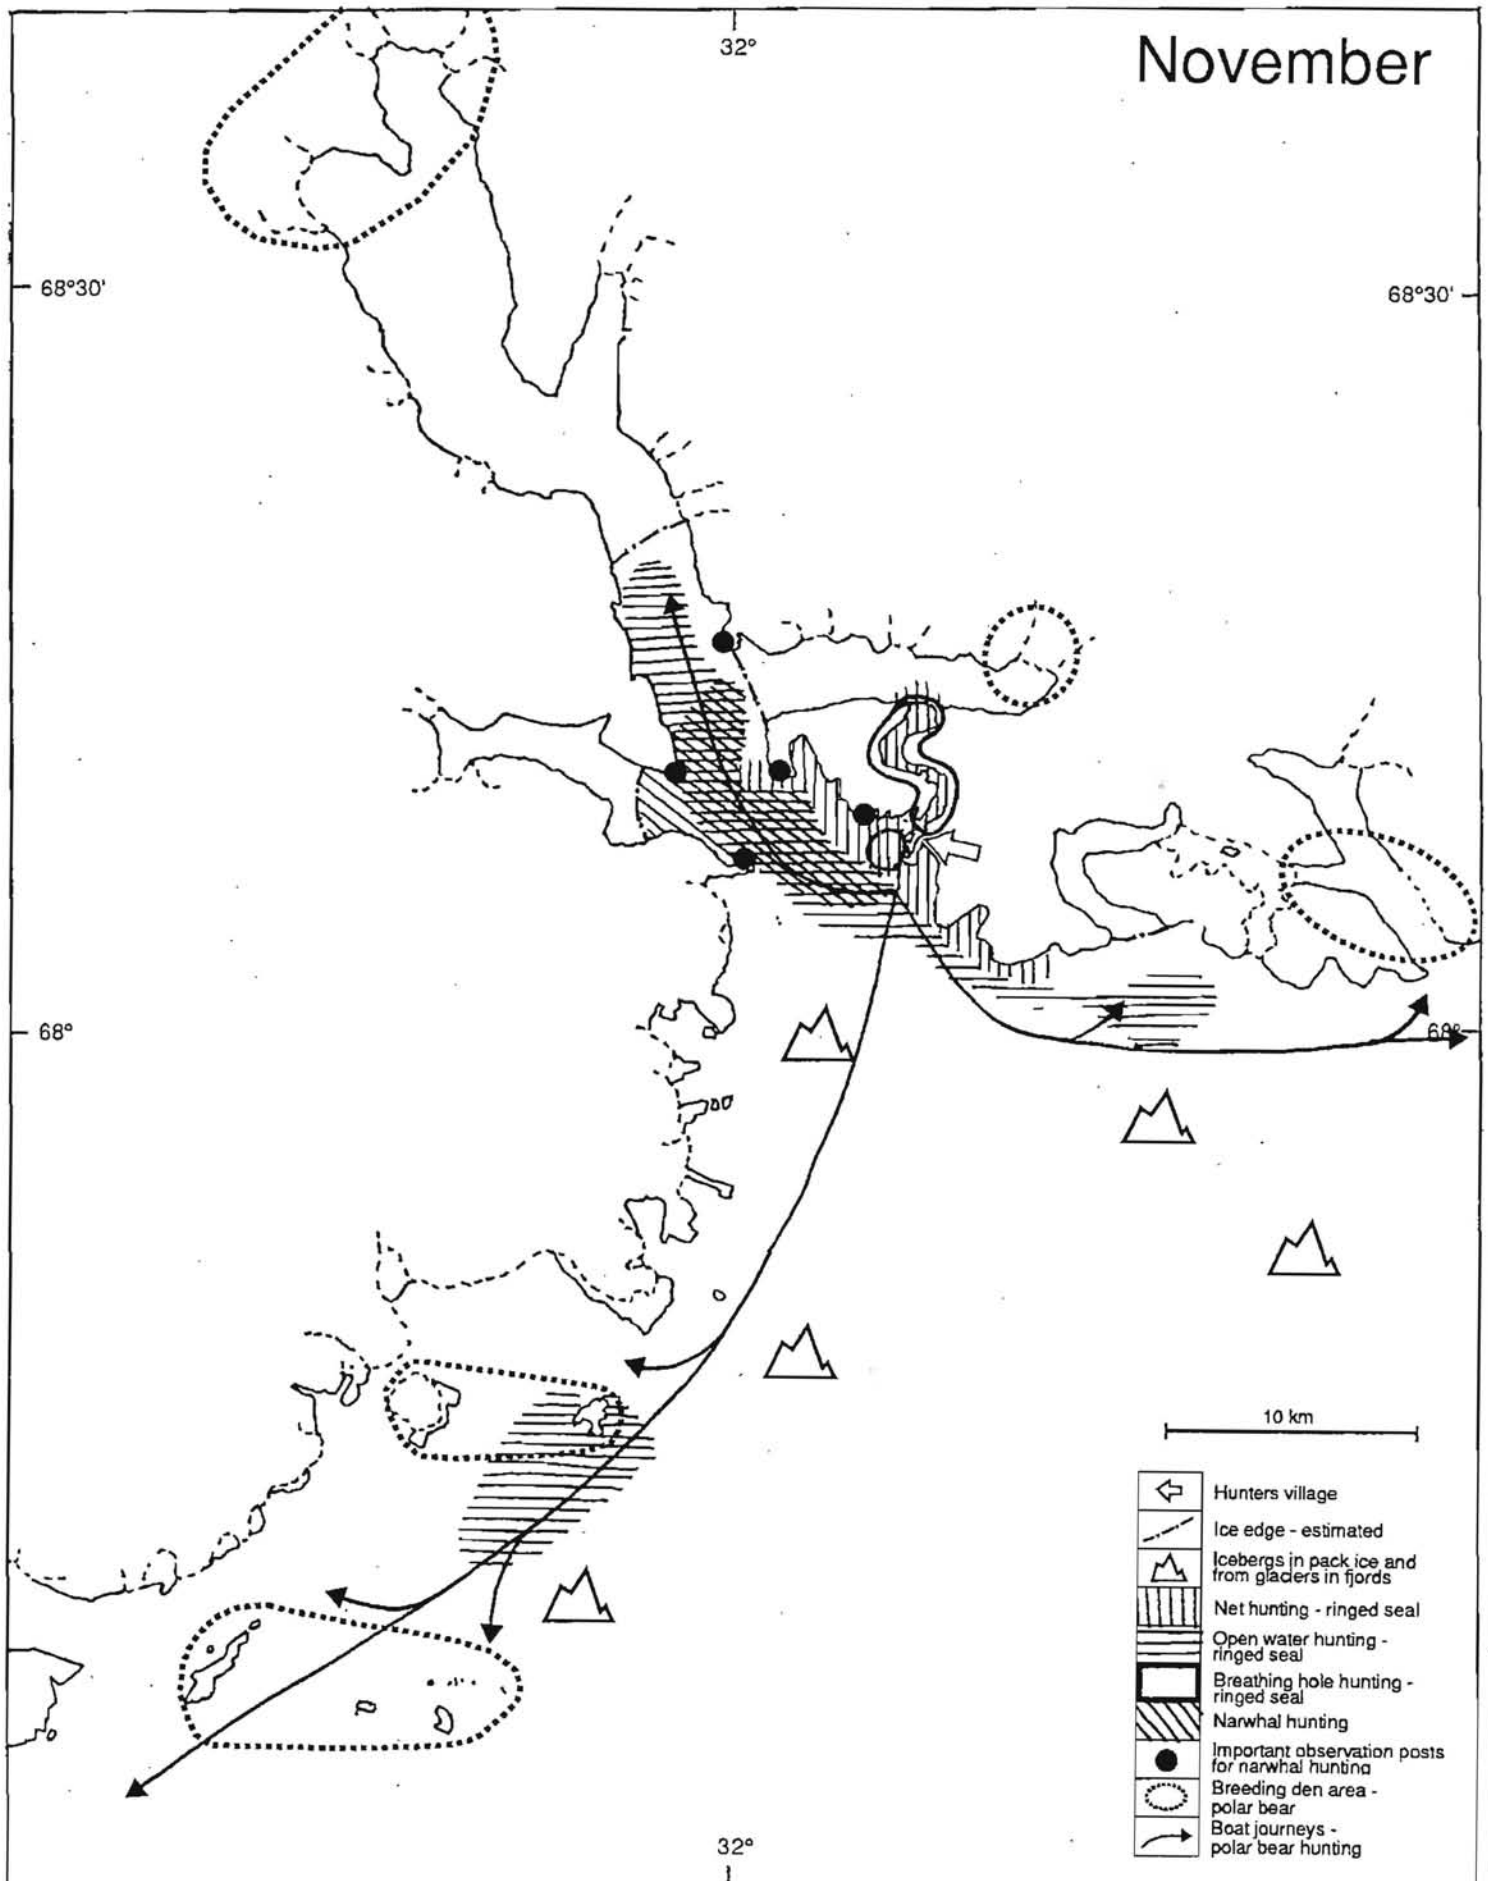 32°
November
68°30'
68°30'
68°
68°
10 km
Hunters village
Ice edge - estimated
Icebergs in pack ice and
from glaciers in fjords
Net hunting - ringed seal
Open water hunting -
ringed seal
Breathing hole hunting -
ringed seal
Narwhal hunting
Important observation posts
for narwhal hunting
Breeding den area -
polar bear
Boat journeys -
polar bear hunting
32°